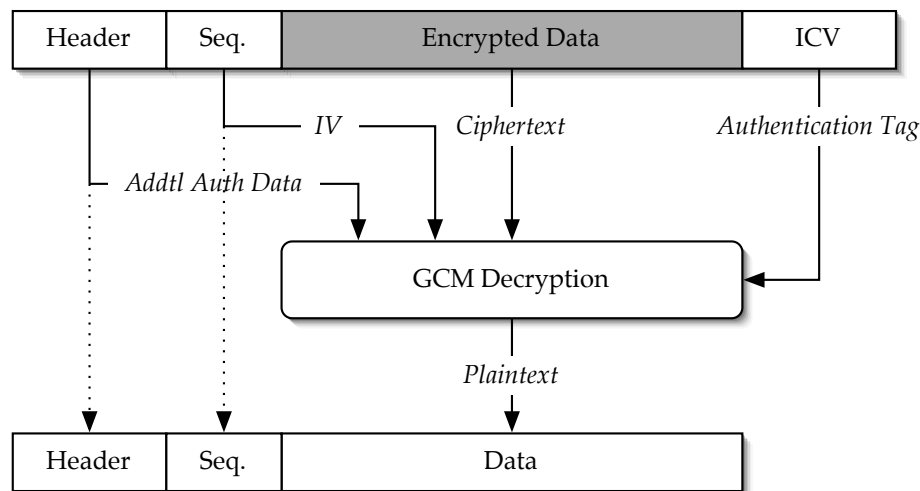 Header Seq. Encrypted Data ICV
IV Ciphertext Authentication Tag
Addtl Auth Data
GCM Decryption
Plaintext
Header Seq. Data